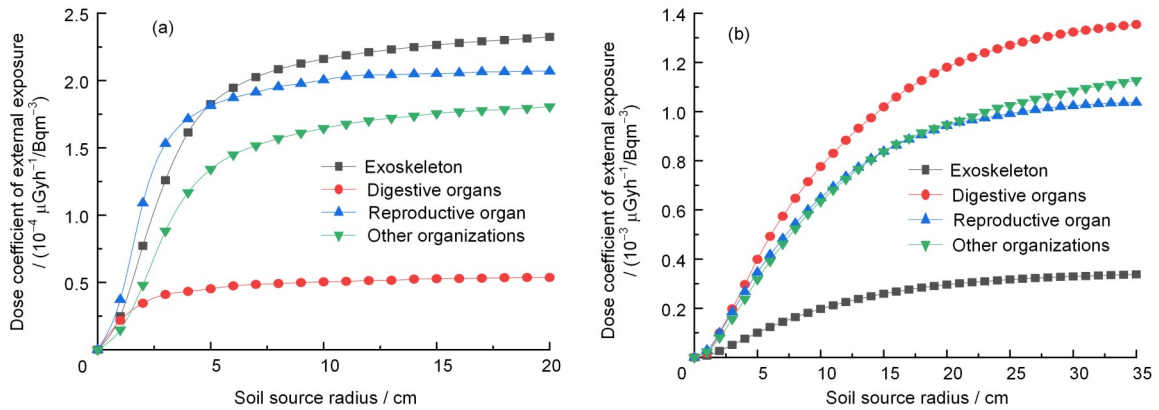 (a)
Dose coefficient of external exposure
/ (10⁻⁴ μGyh⁻¹/Bqm⁻³)
2.5
2.0
1.5
1.0
0.5
0
Exoskeleton
Digestive organs
Reproductive organ
Other organizations
0 5 10 15 20
Soil source radius / cm
(b)
Dose coefficient of external exposure
/ (10⁻³ μGyh⁻¹/Bqm⁻³)
1.4
1.2
1.0
0.8
0.6
0.4
0.2
Exoskeleton
Digestive organs
Reproductive organ
Other organizations
0 5 10 15 20 25 30 35
Soil source radius / cm